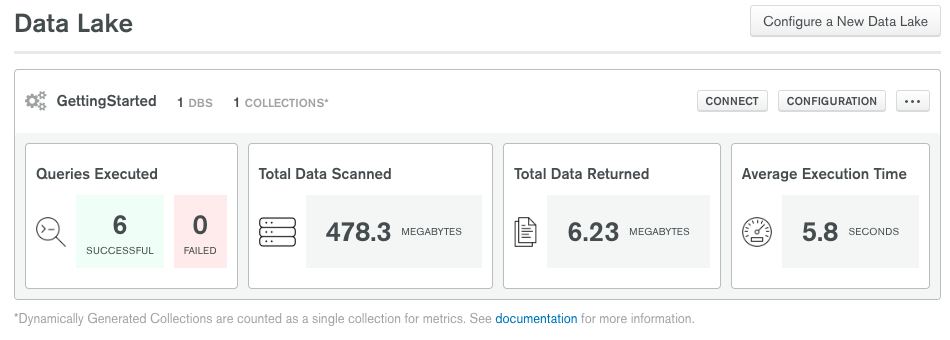 Data Lake
Configure a New Data Lake
GettingStarted 1 DBS 1 COLLECTIONS*
CONNECT
CONFIGURATION
...
Queries Executed
6
SUCCESSFUL
0
FAILED
Total Data Scanned
478.3 MEGABYTES
Total Data Returned
6.23 MEGABYTES
Average Execution Time
5.8 SECONDS
*Dynamically Generated Collections are counted as a single collection for metrics. See documentation for more information.